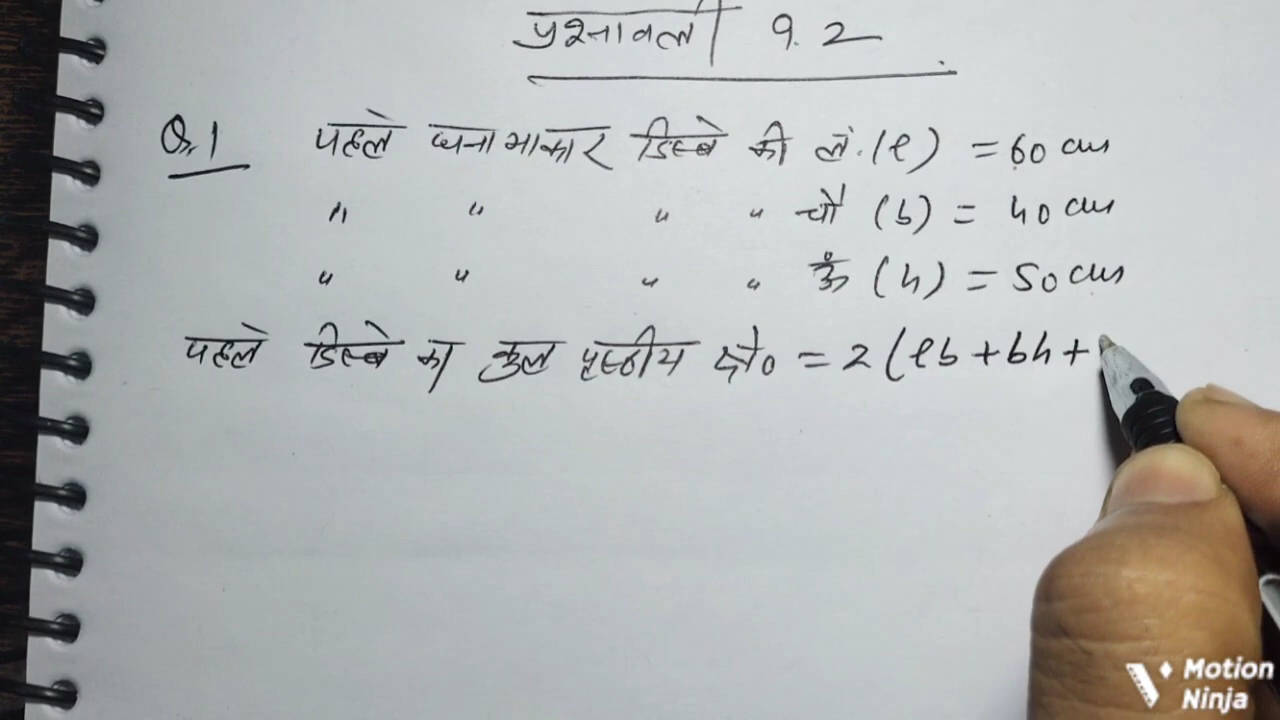 प्रश्नावली 9.2
Q.1 पहले घनाभाकार डिब्बे की लं. (l) = 60 cm
" " " " चौ (b) = 40 cm
" " " " ऊँ (h) = 50 cm
पहले डिब्बे का कुल पृष्ठीय क्षे० = 2 (lb + bh +
Motion
Ninja